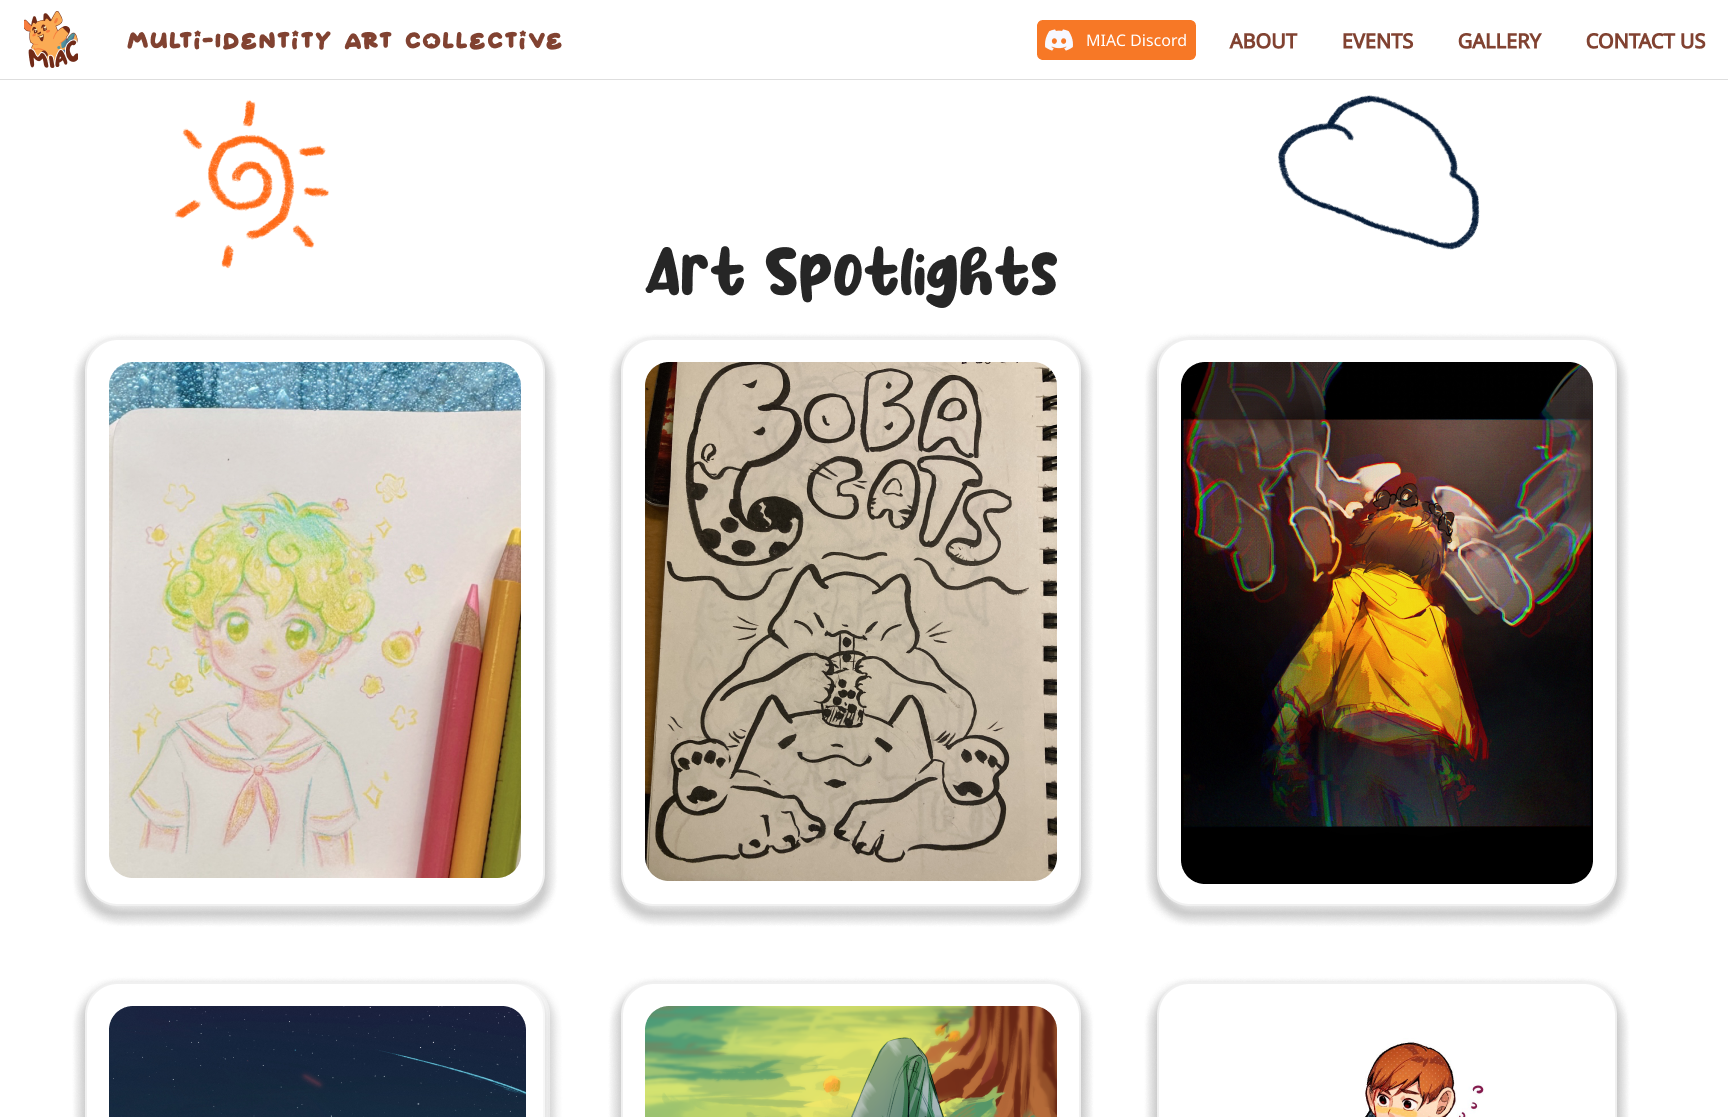 MIAC
MULTI-IDENTITY ART COLLECTIVE
MIAC Discord
ABOUT
EVENTS
GALLERY
CONTACT US
Art Spotlights
BOBA
CATS